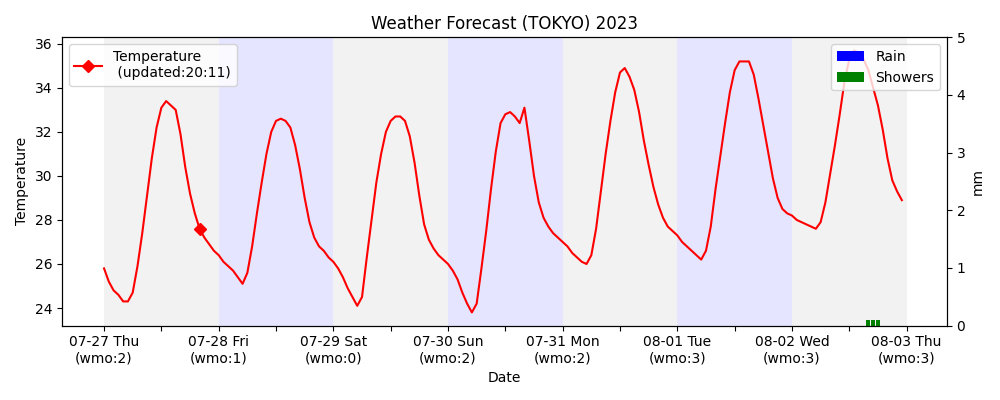 Weather Forecast (TOKYO) 2023
Temperature
(updated:20:11)
Rain
Showers
36
34
32
30
28
26
24
Temperature
5
4
3
2
1
0
mm
07-27 Thu
(wmo:2)
07-28 Fri
(wmo:1)
07-29 Sat
(wmo:0)
07-30 Sun
(wmo:2)
07-31 Mon
(wmo:2)
08-01 Tue
(wmo:3)
08-02 Wed
(wmo:3)
08-03 Thu
(wmo:3)
Date